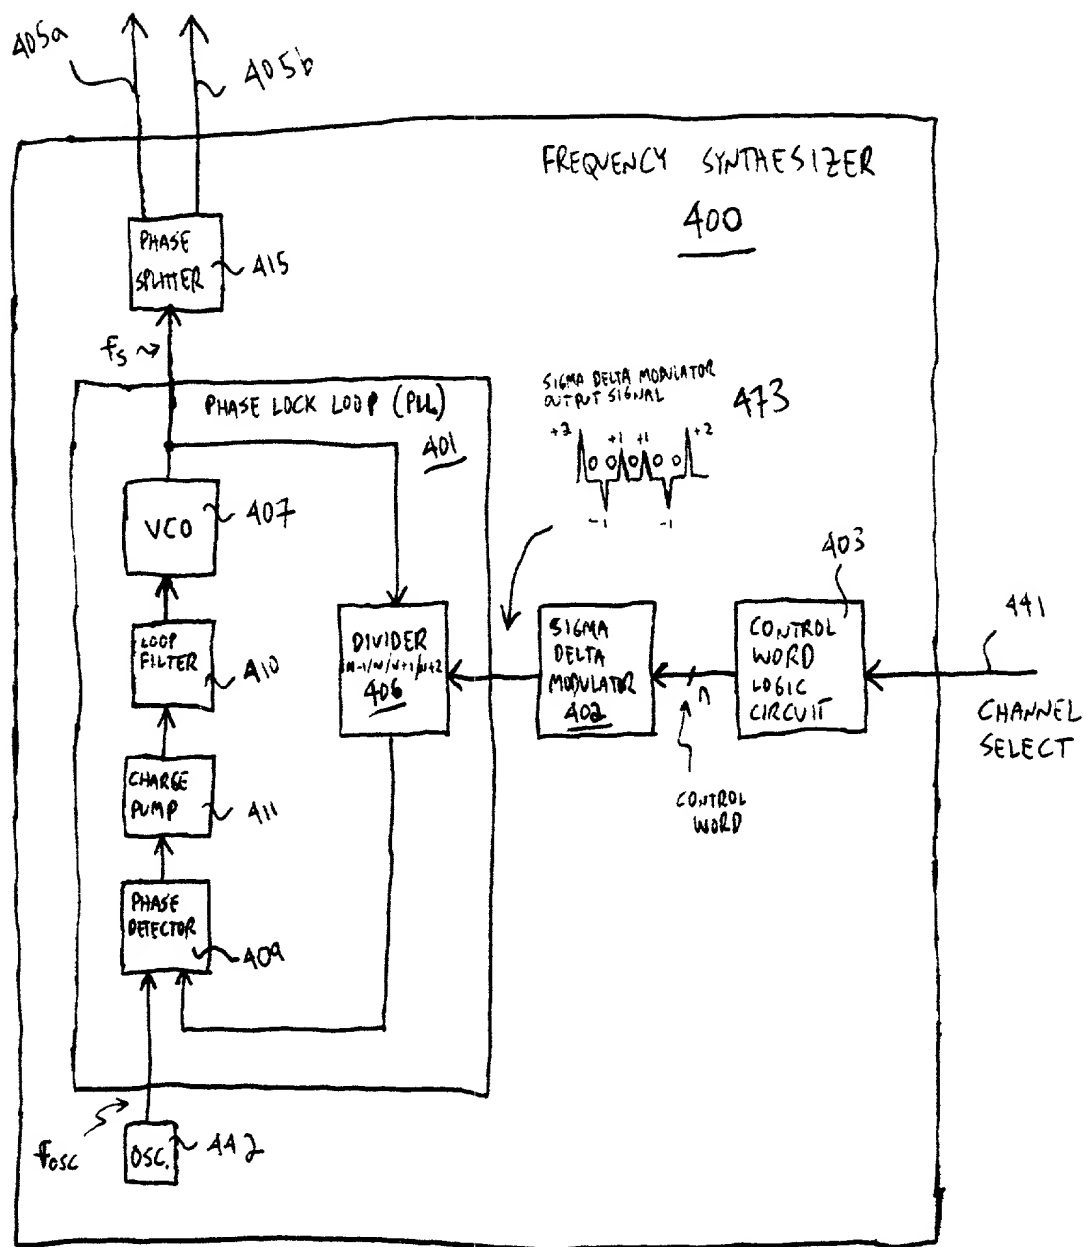 405a
405b
FREQUENCY SYNTHESIZER
400
PHASE
SPLITTER
415
fs
PHASE LOCK LOOP (PLL)
401
SIGMA DELTA MODULATOR
OUTPUT SIGNAL
473
+2
0 0
+1
0
+1
0 0
+2
-1
-1
VCO
407
403
441
LOOP
FILTER
410
DIVIDER
N-1/N/N+1/N+2
406
SIGMA
DELTA
MODULATOR
402
n
CONTROL
WORD
LOGIC
CIRCUIT
CHANNEL
SELECT
CONTROL
WORD
CHARGE
PUMP
411
PHASE
DETECTOR
409
fosc
OSC.
442